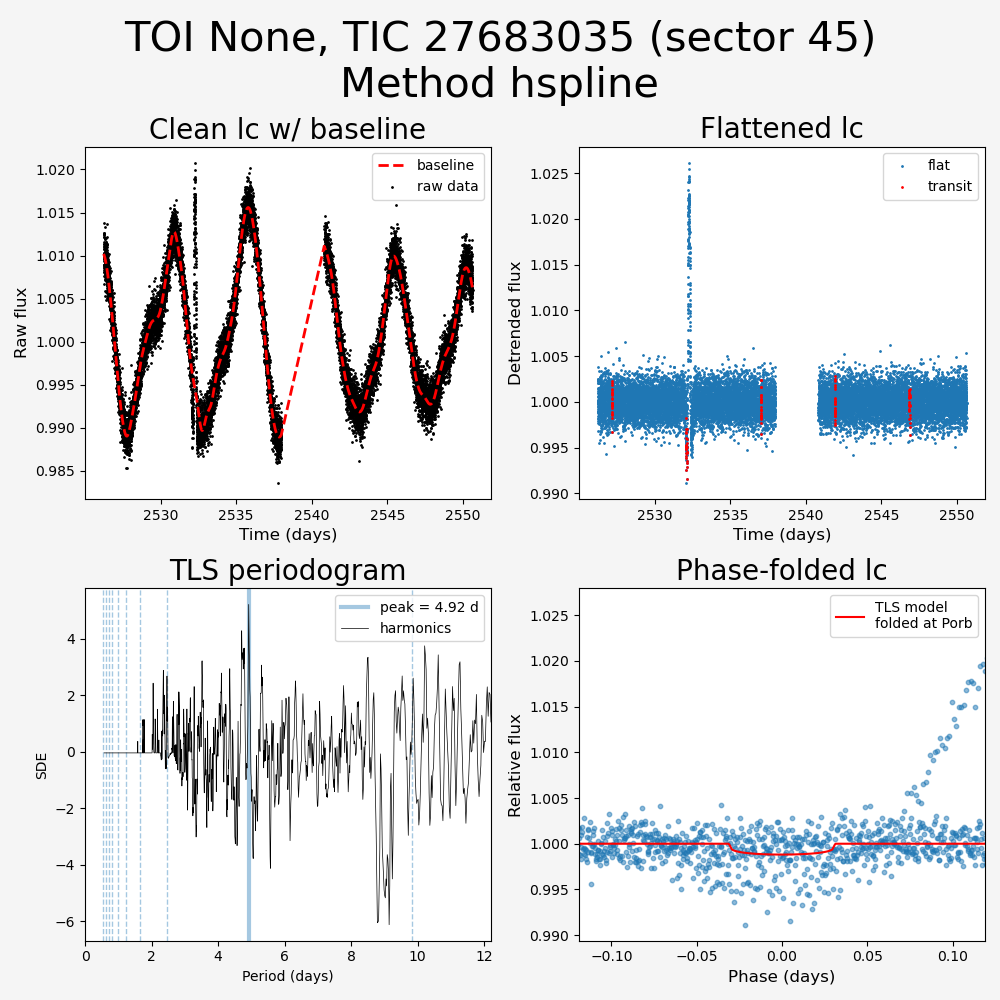 TOI None, TIC 27683035 (sector 45)
Method hspline
Clean lc w/ baseline
Flattened lc
baseline
raw data
flat
transit
1.020
1.015
1.010
1.005
1.000
0.995
0.990
0.985
Raw flux
2530
2535
2540
2545
2550
Time (days)
1.025
1.020
1.015
1.010
1.005
1.000
0.995
0.990
Detrended flux
2530
2535
2540
2545
2550
Time (days)
TLS periodogram
Phase-folded lc
peak = 4.92 d
harmonics
TLS model
folded at Porb
4
2
0
−2
−4
−6
SDE
0
2
4
6
8
10
12
Period (days)
1.025
1.020
1.015
1.010
1.005
1.000
0.995
0.990
Relative flux
−0.10
−0.05
0.00
0.05
0.10
Phase (days)